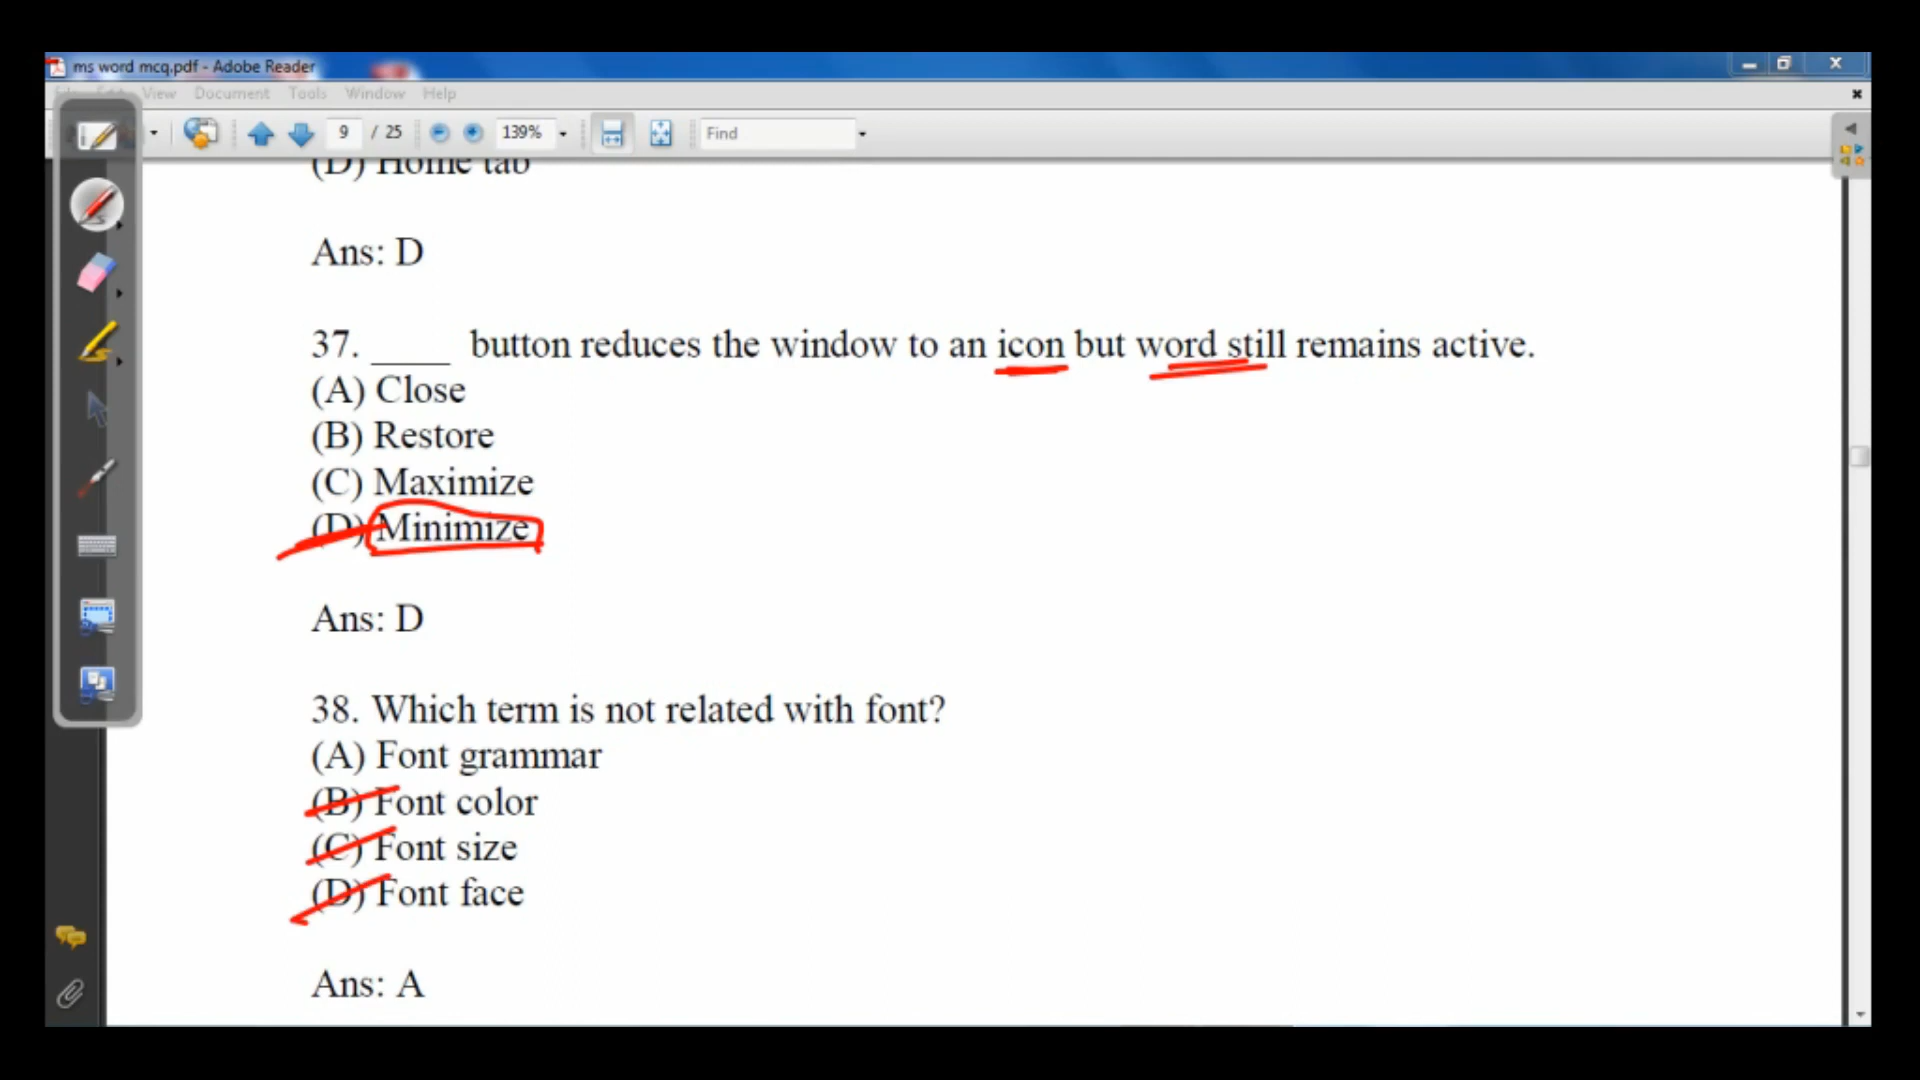 ms word mcq.pdf - Adobe Reader
View Document Tools Window Help
9 / 25 139% Find
(D) Home tab
Ans: D
37. ____ button reduces the window to an icon but word still remains active.
(A) Close
(B) Restore
(C) Maximize
(D) Minimize
Ans: D
38. Which term is not related with font?
(A) Font grammar
(B) Font color
(C) Font size
(D) Font face
Ans: A